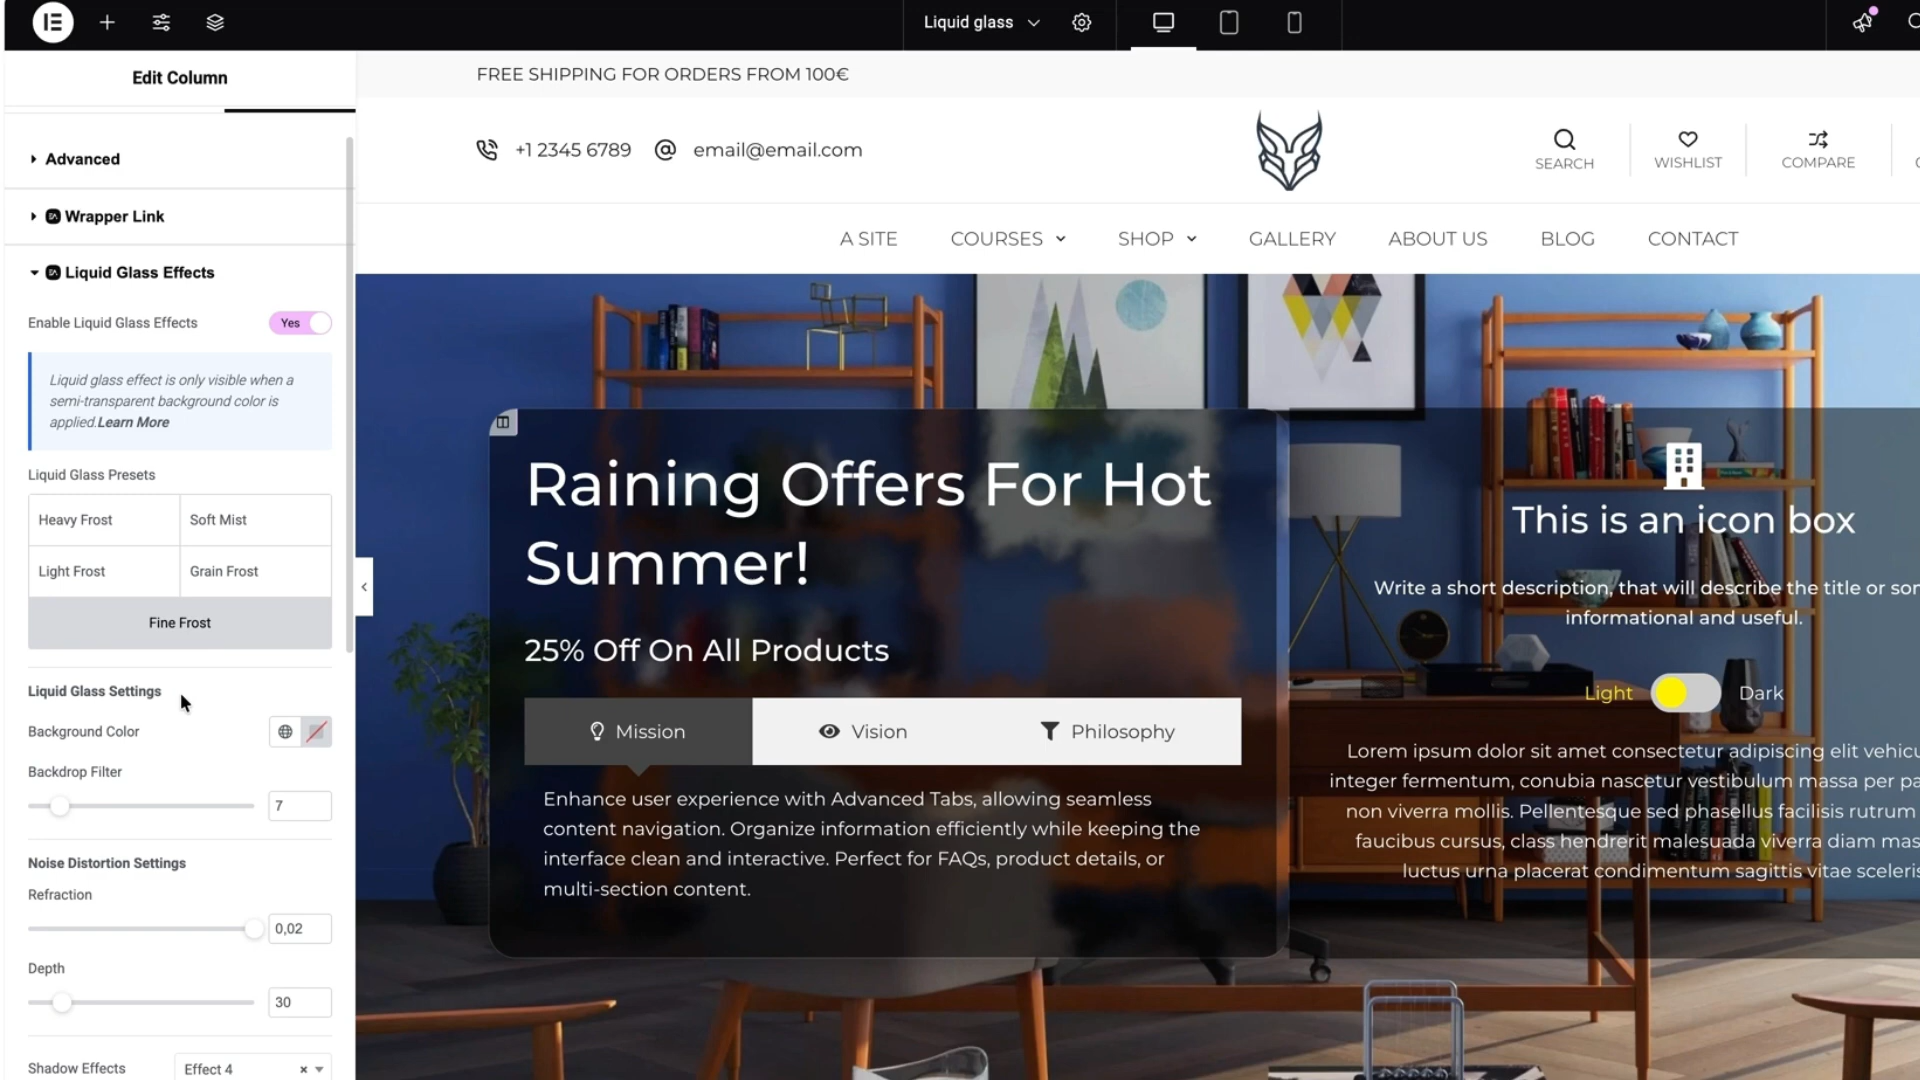 Liquid glass
Edit Column
Advanced
Wrapper Link
Liquid Glass Effects
Enable Liquid Glass Effects
Yes
Liquid glass effect is only visible when a
semi-transparent background color is
applied.Learn More
Liquid Glass Presets
Heavy Frost
Soft Mist
Light Frost
Grain Frost
Fine Frost
Liquid Glass Settings
Background Color
Backdrop Filter
7
Noise Distortion Settings
Refraction
0,02
Depth
30
Shadow Effects
Effect 4
FREE SHIPPING FOR ORDERS FROM 100€
+1 2345 6789
email@email.com
SEARCH
WISHLIST
COMPARE
A SITE
COURSES
SHOP
GALLERY
ABOUT US
BLOG
CONTACT
Raining Offers For Hot
Summer!
25% Off On All Products
Mission
Vision
Philosophy
Enhance user experience with Advanced Tabs, allowing seamless
content navigation. Organize information efficiently while keeping the
interface clean and interactive. Perfect for FAQs, product details, or
multi-section content.
This is an icon box
Write a short description, that will describe the title or
informational and useful.
Light
Dark
Lorem ipsum dolor sit amet consectetur adipiscing elit
integer fermentum, conubia nascetur vestibulum massa per
non viverra mollis. Pellentesque sed phasellus facilisis rutrum
faucibus cursus, class hendrerit malesuada viverra diam
luctus urna placerat condimentum sagittis vitae